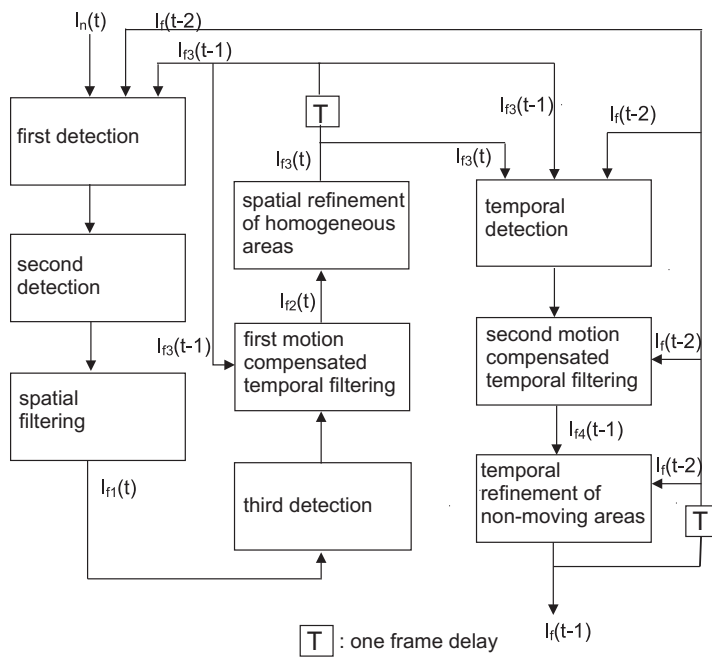 In(t)
If(t-2)
If3(t-1)
first detection
second
detection
spatial
filtering
If1(t)
T
If3(t)
spatial refinement
of homogeneous
areas
If2(t)
If3(t-1)
first motion
compensated
temporal filtering
third detection
If3(t-1)
If(t-2)
If3(t)
temporal
detection
second motion
compensated
temporal filtering
If(t-2)
If4(t-1)
If(t-2)
temporal
refinement of
non-moving areas
T
If(t-1)
T : one frame delay